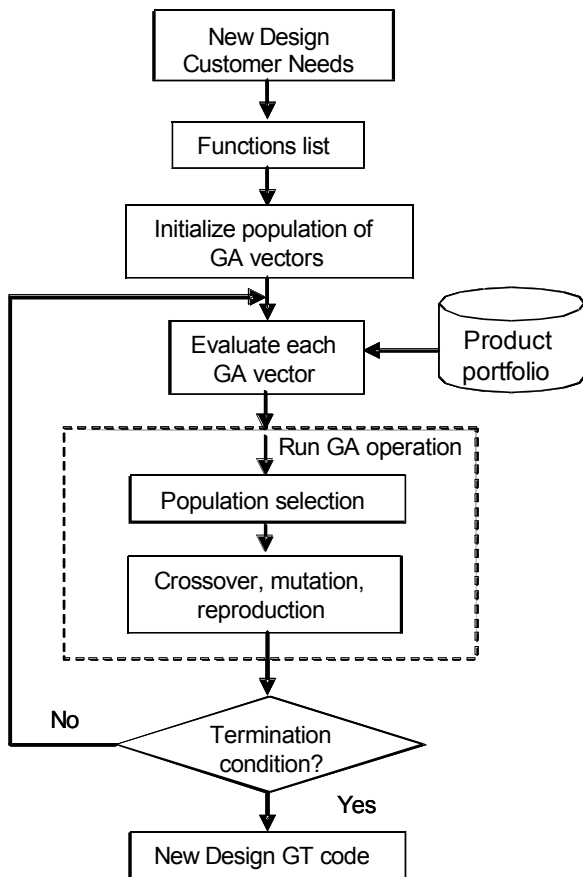 New Design
Customer Needs
Functions list
Initialize population of
GA vectors
Evaluate each
GA vector
Product
portfolio
Run GA operation
Population selection
Crossover, mutation,
reproduction
No
Termination
condition?
Yes
New Design GT code